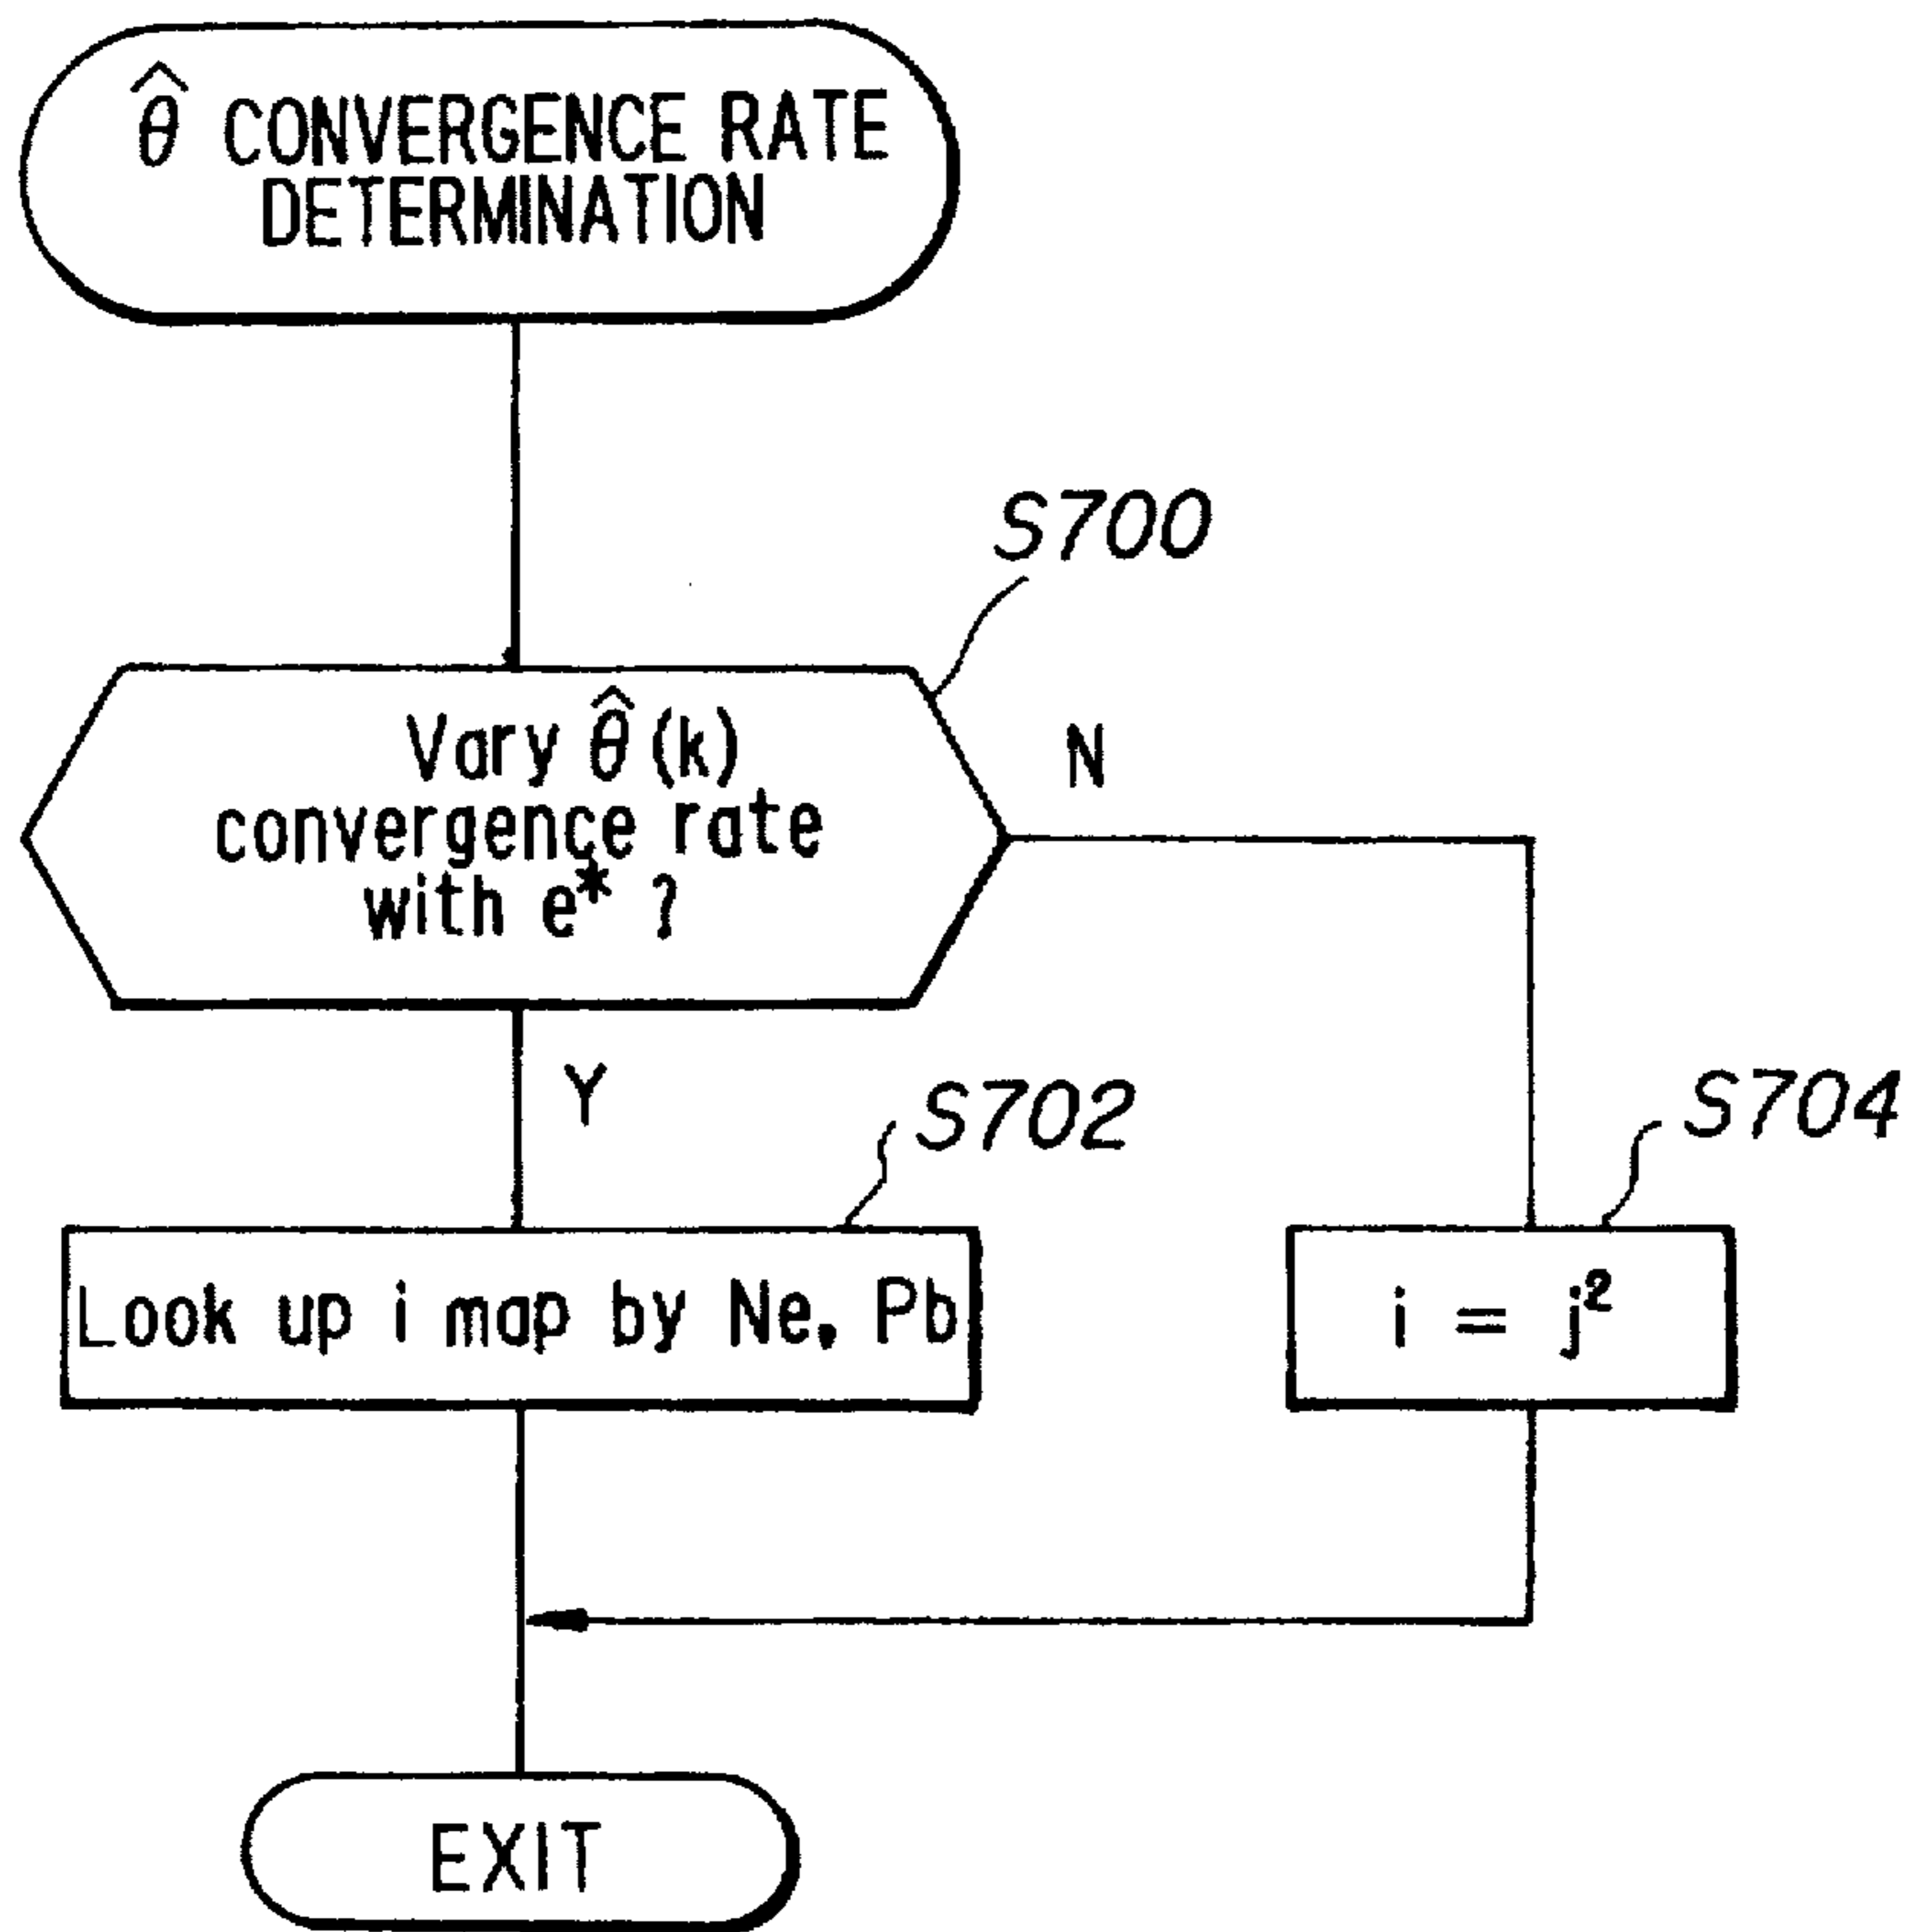 θ̂ CONVERGENCE RATE
DETERMINATION
S700
Vary θ̂(k)
convergence rate
with e* ?
N
Y
S702
S704
Look up i map by Ne, Pb
i = j²
EXIT